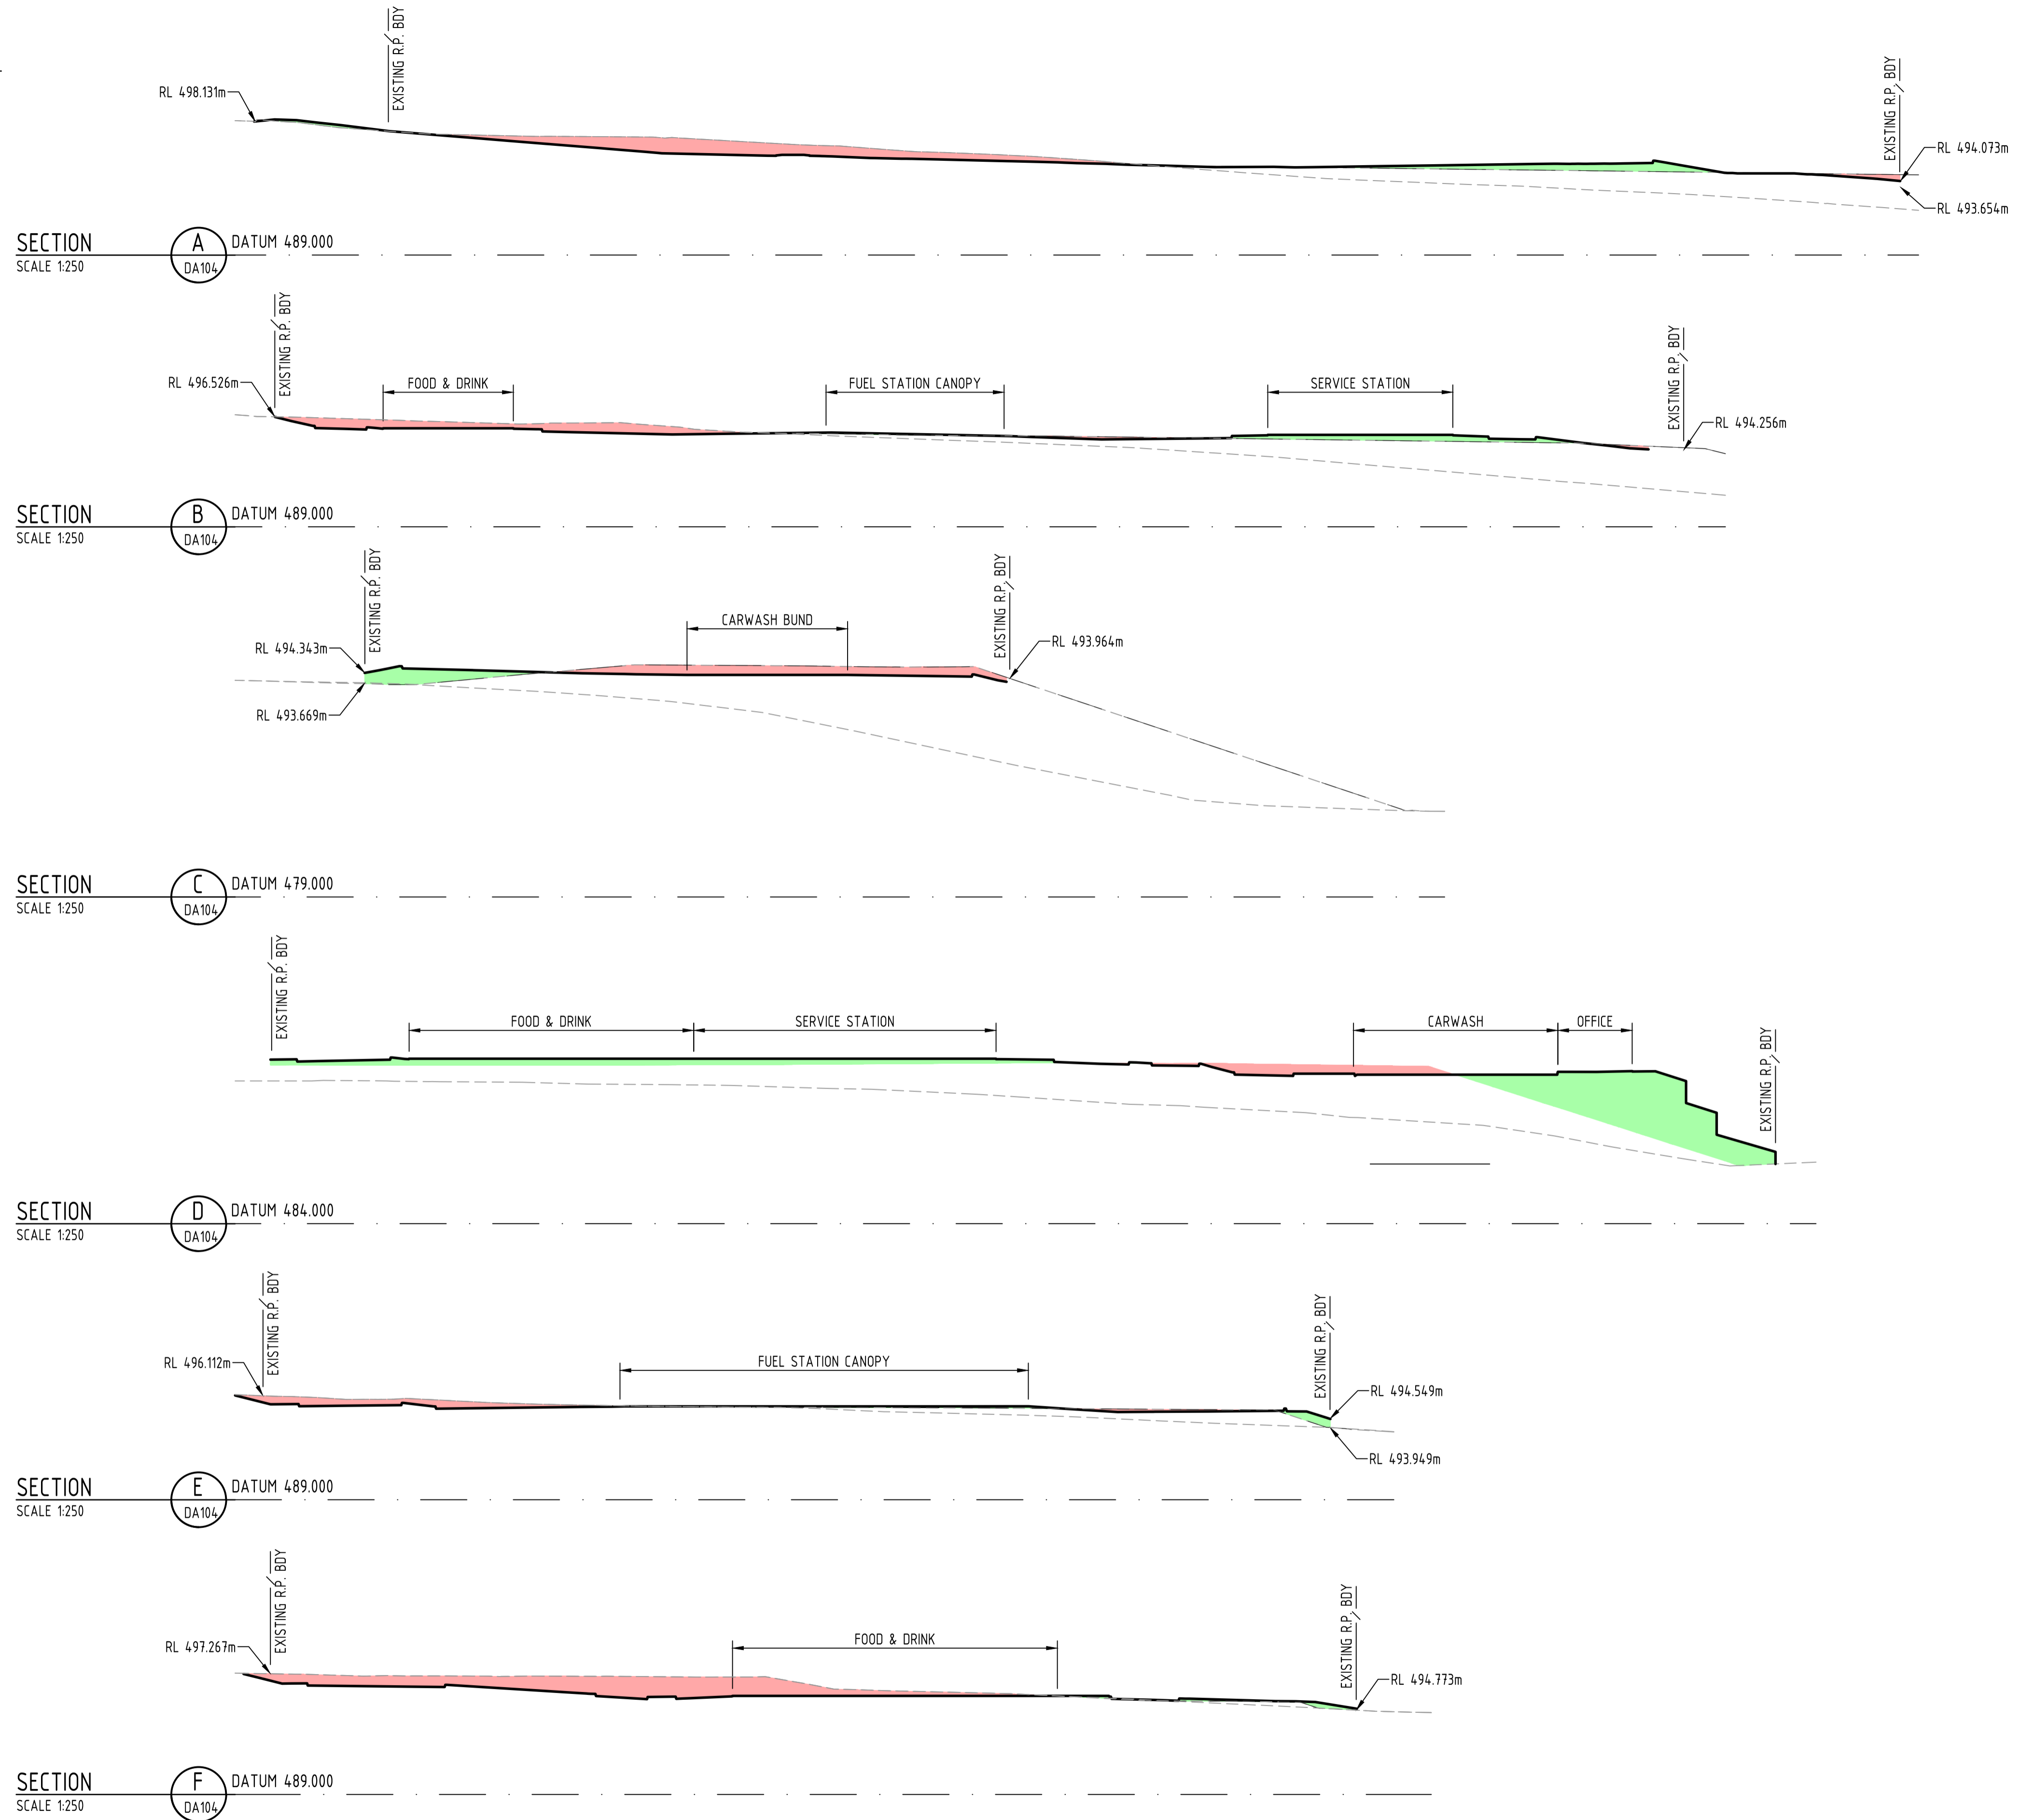 EXISTING R.P. BDY
EXISTING R.P. BDY
RL 498.131m
RL 494.073m
RL 493.654m
SECTION
SCALE 1:250
A
DA104
DATUM 489.000
EXISTING R.P. BDY
EXISTING R.P. BDY
RL 496.526m
FOOD & DRINK
FUEL STATION CANOPY
SERVICE STATION
RL 494.256m
SECTION
SCALE 1:250
B
DA104
DATUM 489.000
EXISTING R.P. BDY
EXISTING R.P. BDY
CARWASH BUND
RL 494.343m
RL 493.964m
RL 493.669m
SECTION
SCALE 1:250
C
DA104
DATUM 479.000
EXISTING R.P. BDY
FOOD & DRINK
SERVICE STATION
CARWASH
OFFICE
EXISTING R.P. BDY
SECTION
SCALE 1:250
D
DA104
DATUM 484.000
EXISTING R.P. BDY
EXISTING R.P. BDY
RL 496.112m
FUEL STATION CANOPY
RL 494.549m
RL 493.949m
SECTION
SCALE 1:250
E
DA104
DATUM 489.000
EXISTING R.P. BDY
EXISTING R.P. BDY
RL 497.267m
FOOD & DRINK
RL 494.773m
SECTION
SCALE 1:250
F
DA104
DATUM 489.000